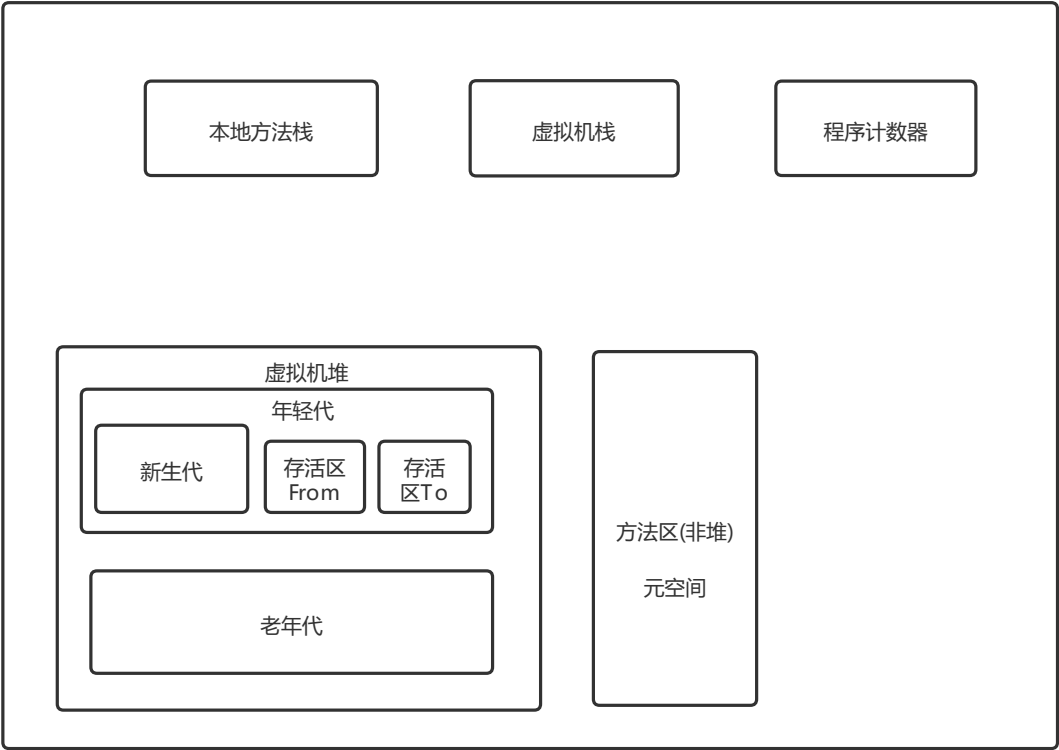 本地方法栈
虚拟机栈
程序计数器
虚拟机堆
年轻代
新生代
存活区
From
存活
区To
老年代
方法区(非堆)
元空间